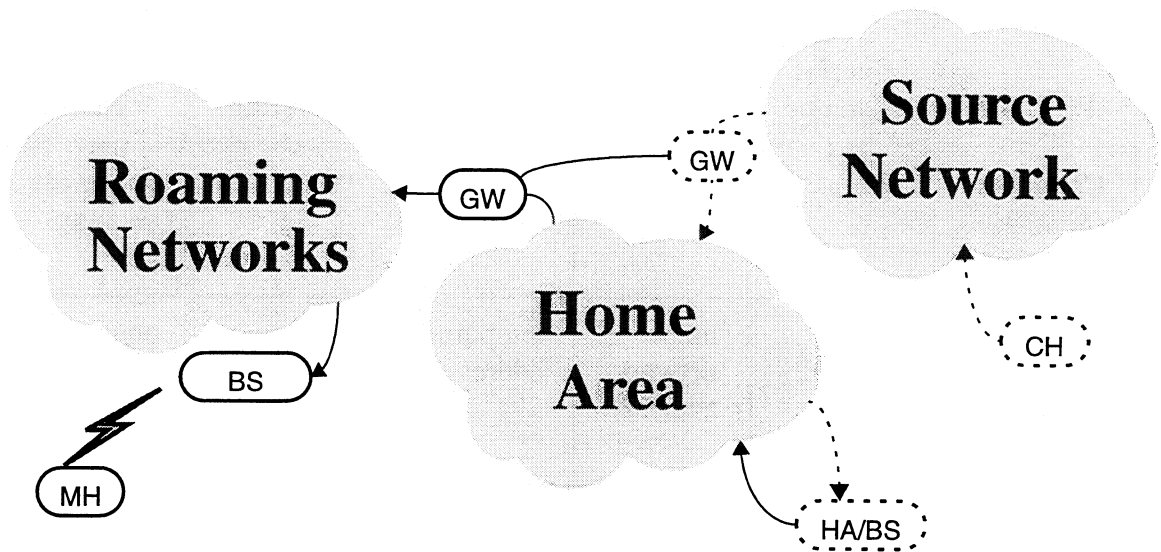 Source
Network
GW
Roaming
Networks
GW
Home
Area
CH
BS
MH
HA/BS